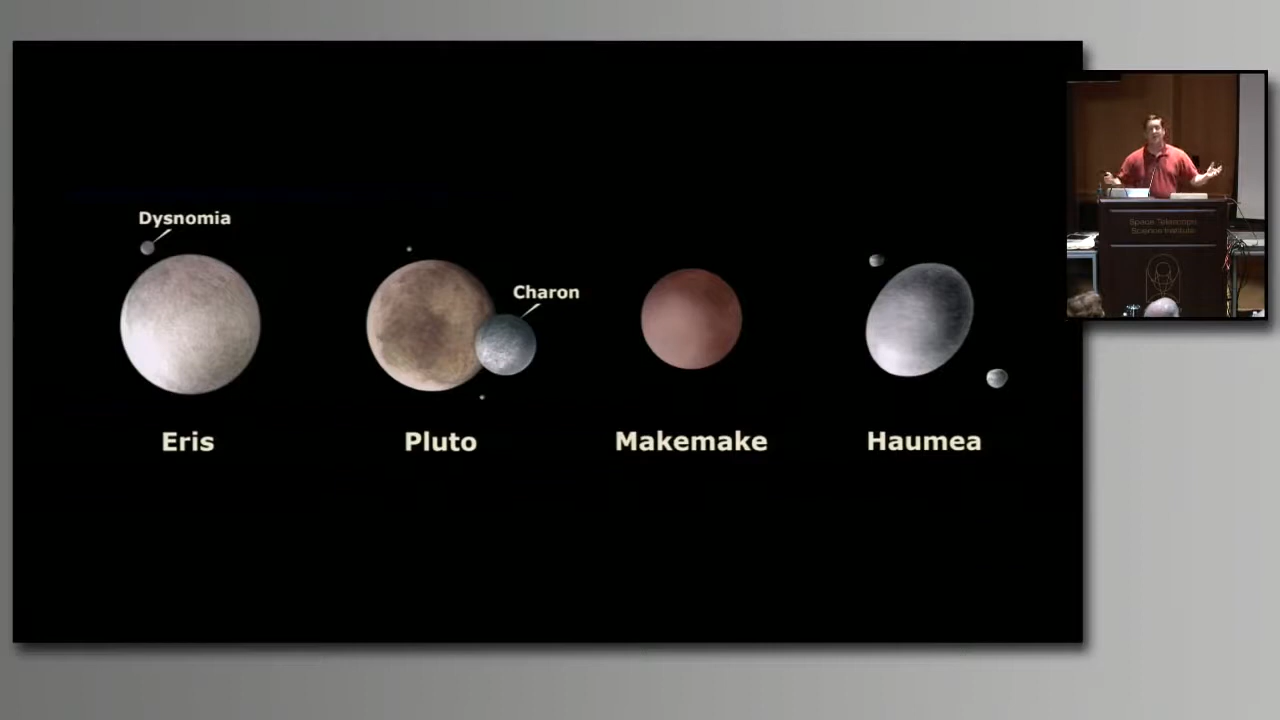 Dysnomia
Charon
Eris
Pluto
Makemake
Haumea
Space Telescope
Science Institute